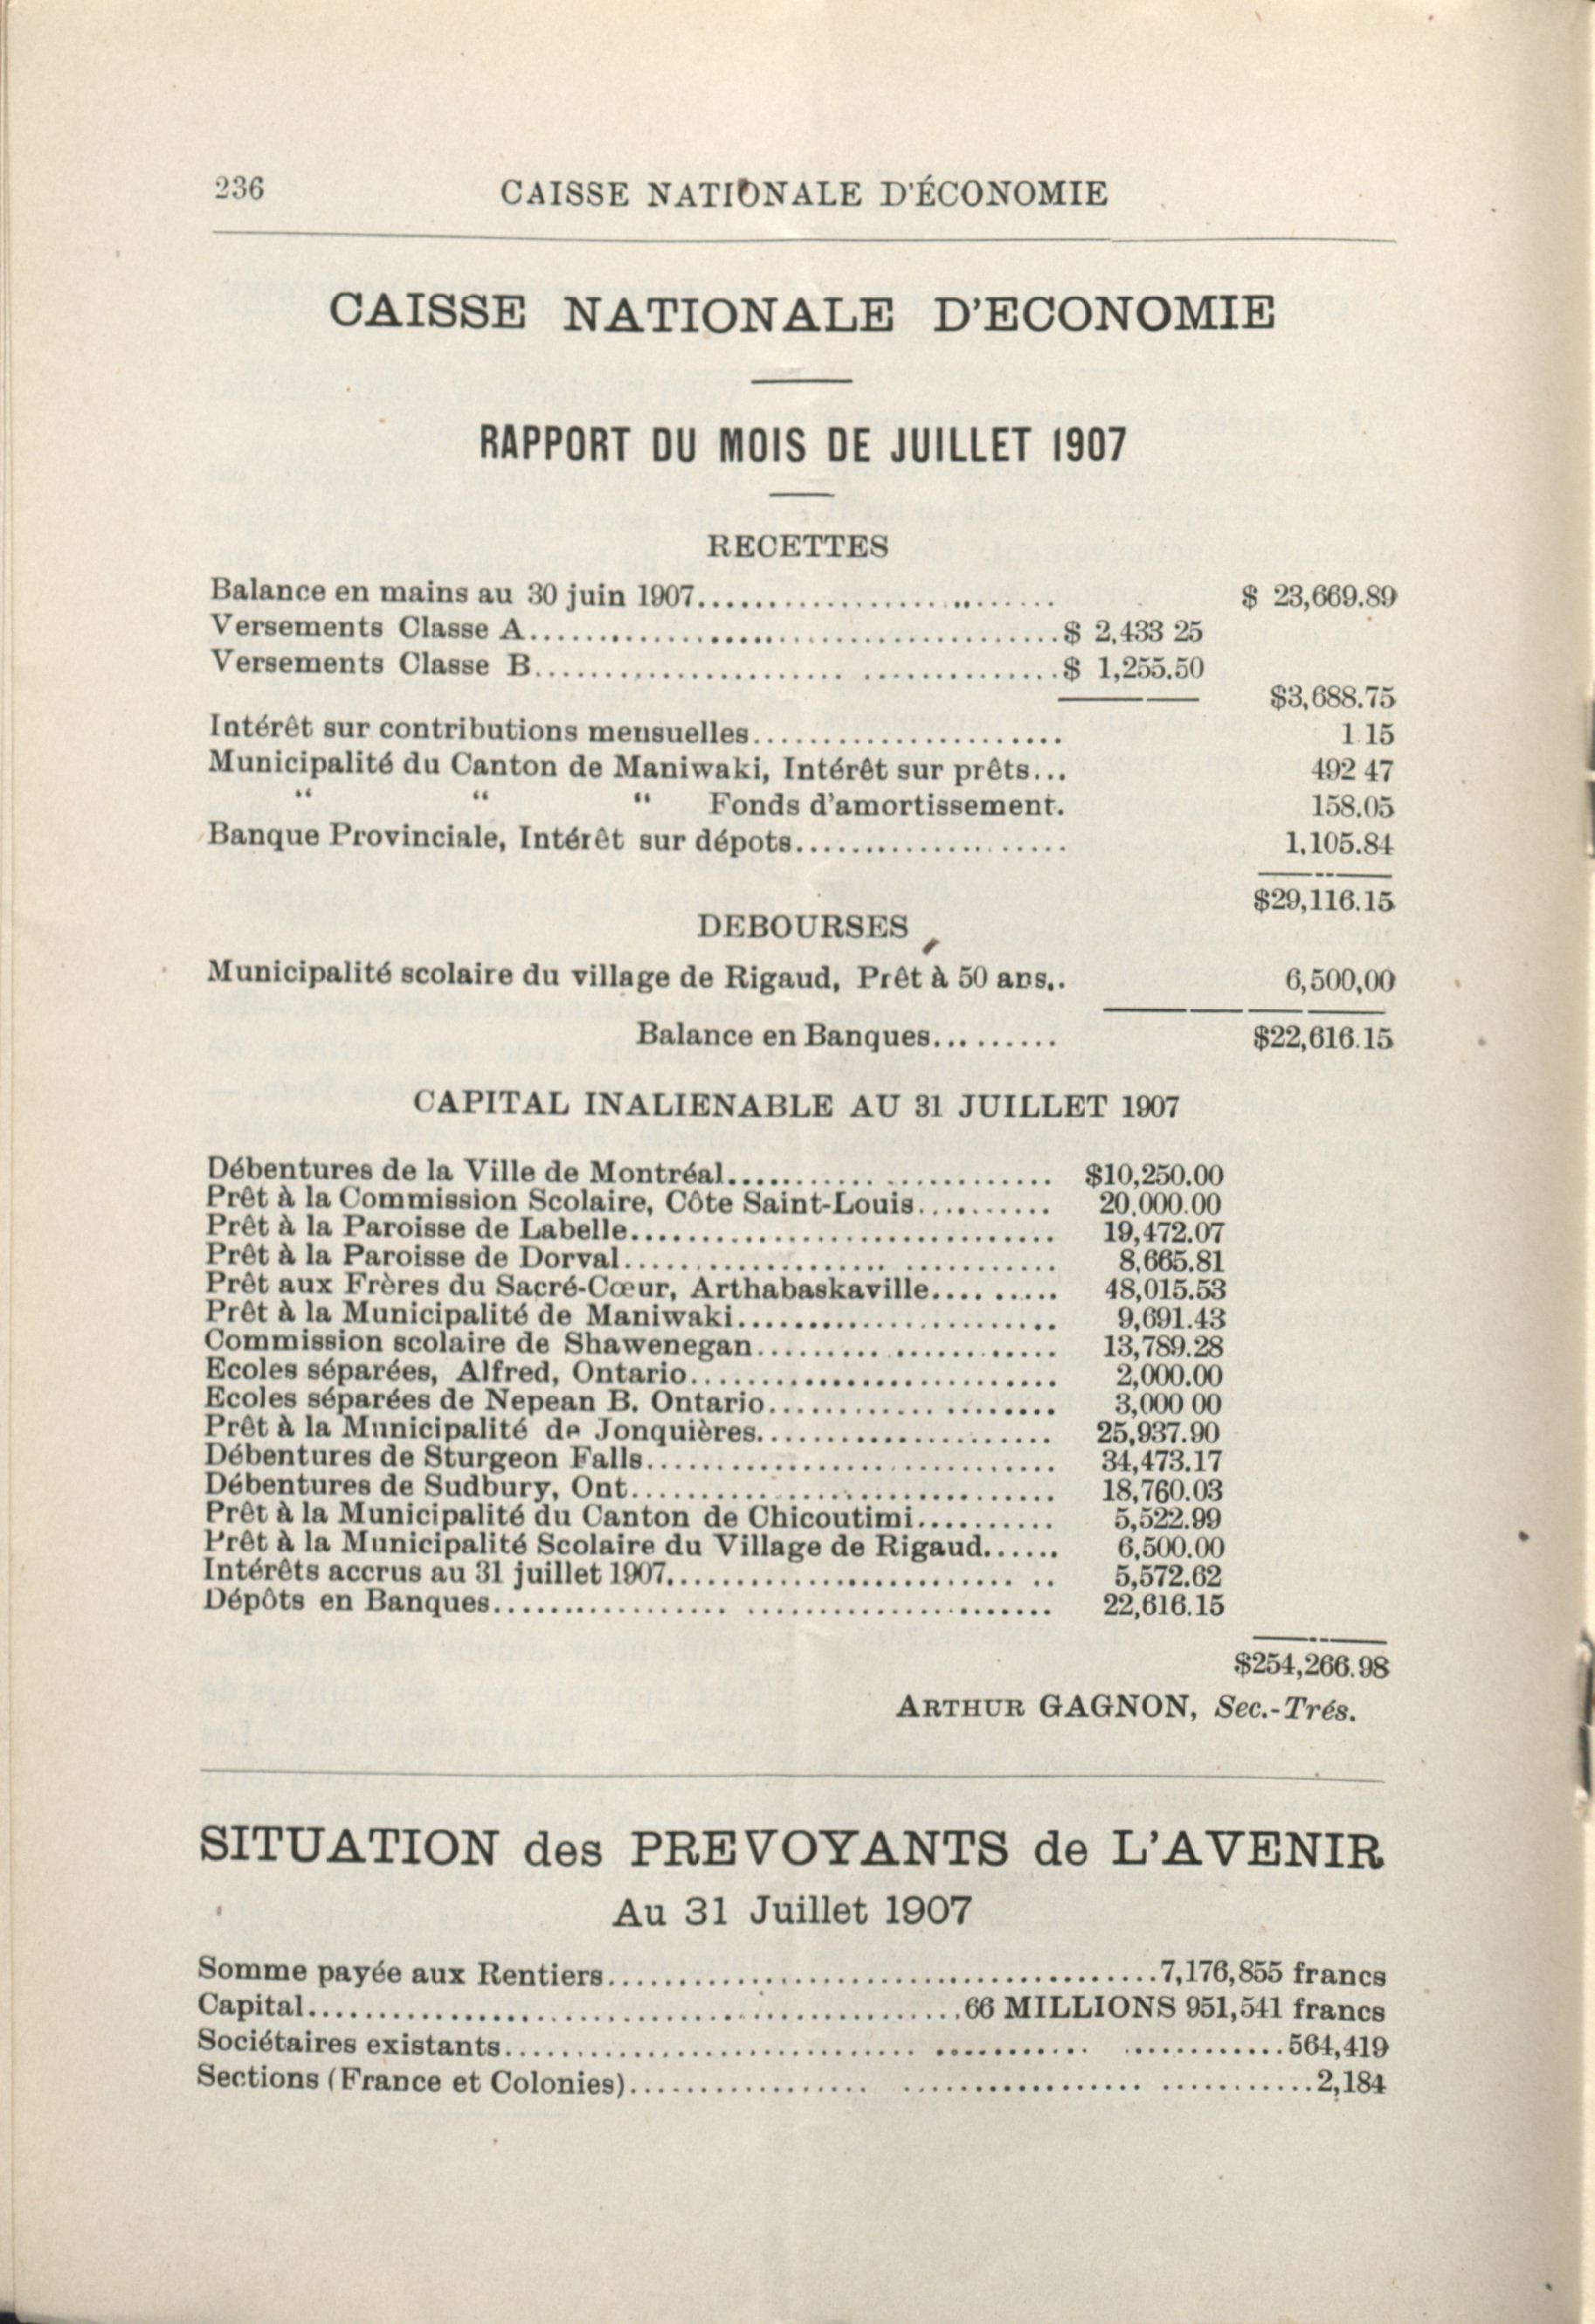 236 CAISSE NATIONALE D'ÉCONOMIE
CAISSE NATIONALE D'ECONOMIE
RAPPORT DU MOIS DE JUILLET 1907
RECETTES
Balance en mains au 30 juin 1907........................ $ 23,669.89
Versements Classe A.....................................$ 2,433 25
Versements Classe B.....................................$ 1,255.50
$3,688.75
Intérêt sur contributions mensuelles...................... 1.15
Municipalité du Canton de Maniwaki, Intérêt sur prêts... 492 47
“ “ “ Fonds d'amortissement. 158.05
Banque Provinciale, Intérêt sur dépots................... 1,105.84
$29,116.15
DEBOURSES
Municipalité scolaire du village de Rigaud, Prêt à 50 ans.. 6,500,00
Balance en Banques......... $22,616.15
CAPITAL INALIENABLE AU 31 JUILLET 1907
Débentures de la Ville de Montréal....................... $10,250.00
Prêt à la Commission Scolaire, Côte Saint-Louis.......... 20,000.00
Prêt à la Paroisse de Labelle.............................. 19,472.07
Prêt à la Paroisse de Dorval.............................. 8,665.81
Prêt aux Frères du Sacré-Cœur, Arthabaskaville......... 48,015.53
Prêt à la Municipalité de Maniwaki....................... 9,691.43
Commission scolaire de Shawenegan..................... 13,789.28
Ecoles séparées, Alfred, Ontario.......................... 2,000.00
Ecoles séparées de Nepean B. Ontario.................... 3,000 00
Prêt à la Municipalité de Jonquières..................... 25,937.90
Débentures de Sturgeon Falls............................. 34,473.17
Débentures de Sudbury, Ont.............................. 18,760.03
Prêt à la Municipalité du Canton de Chicoutimi.......... 5,522.99
Prêt à la Municipalité Scolaire du Village de Rigaud...... 6,500.00
Intérêts accrus au 31 juillet 1907.......................... 5,572.62
Dépôts en Banques....................................... 22,616.15
$254,266.98
ARTHUR GAGNON, Sec.-Trés.
SITUATION des PREVOYANTS de L'AVENIR
Au 31 Juillet 1907
Somme payée aux Rentiers.......................................7,176,855 francs
Capital..............................................66 MILLIONS 951,541 francs
Sociétaires existants.....................................................564,419
Sections (France et Colonies)..............................................2,184